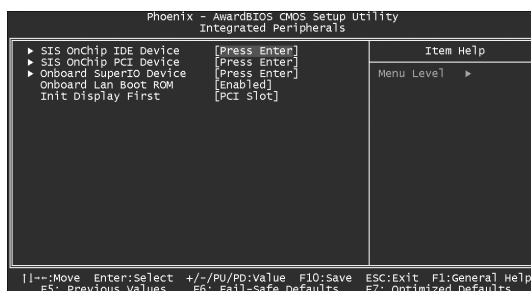 Phoenix - AwardBIOS CMOS Setup Utility
Integrated Peripherals
▶ SIS OnChip IDE Device [Press Enter]
▶ SIS OnChip PCI Device [Press Enter]
▶ Onboard SuperIO Device [Press Enter]
Onboard Lan Boot ROM [Enabled]
Init Display First [PCI Slot]
Item Help
Menu Level ▶
↑↓→←:Move Enter:Select +/-/PU/PD:Value F10:Save ESC:Exit F1:General Help
F5: Previous Values F6: Fail-Safe Defaults F7: Optimized Defaults